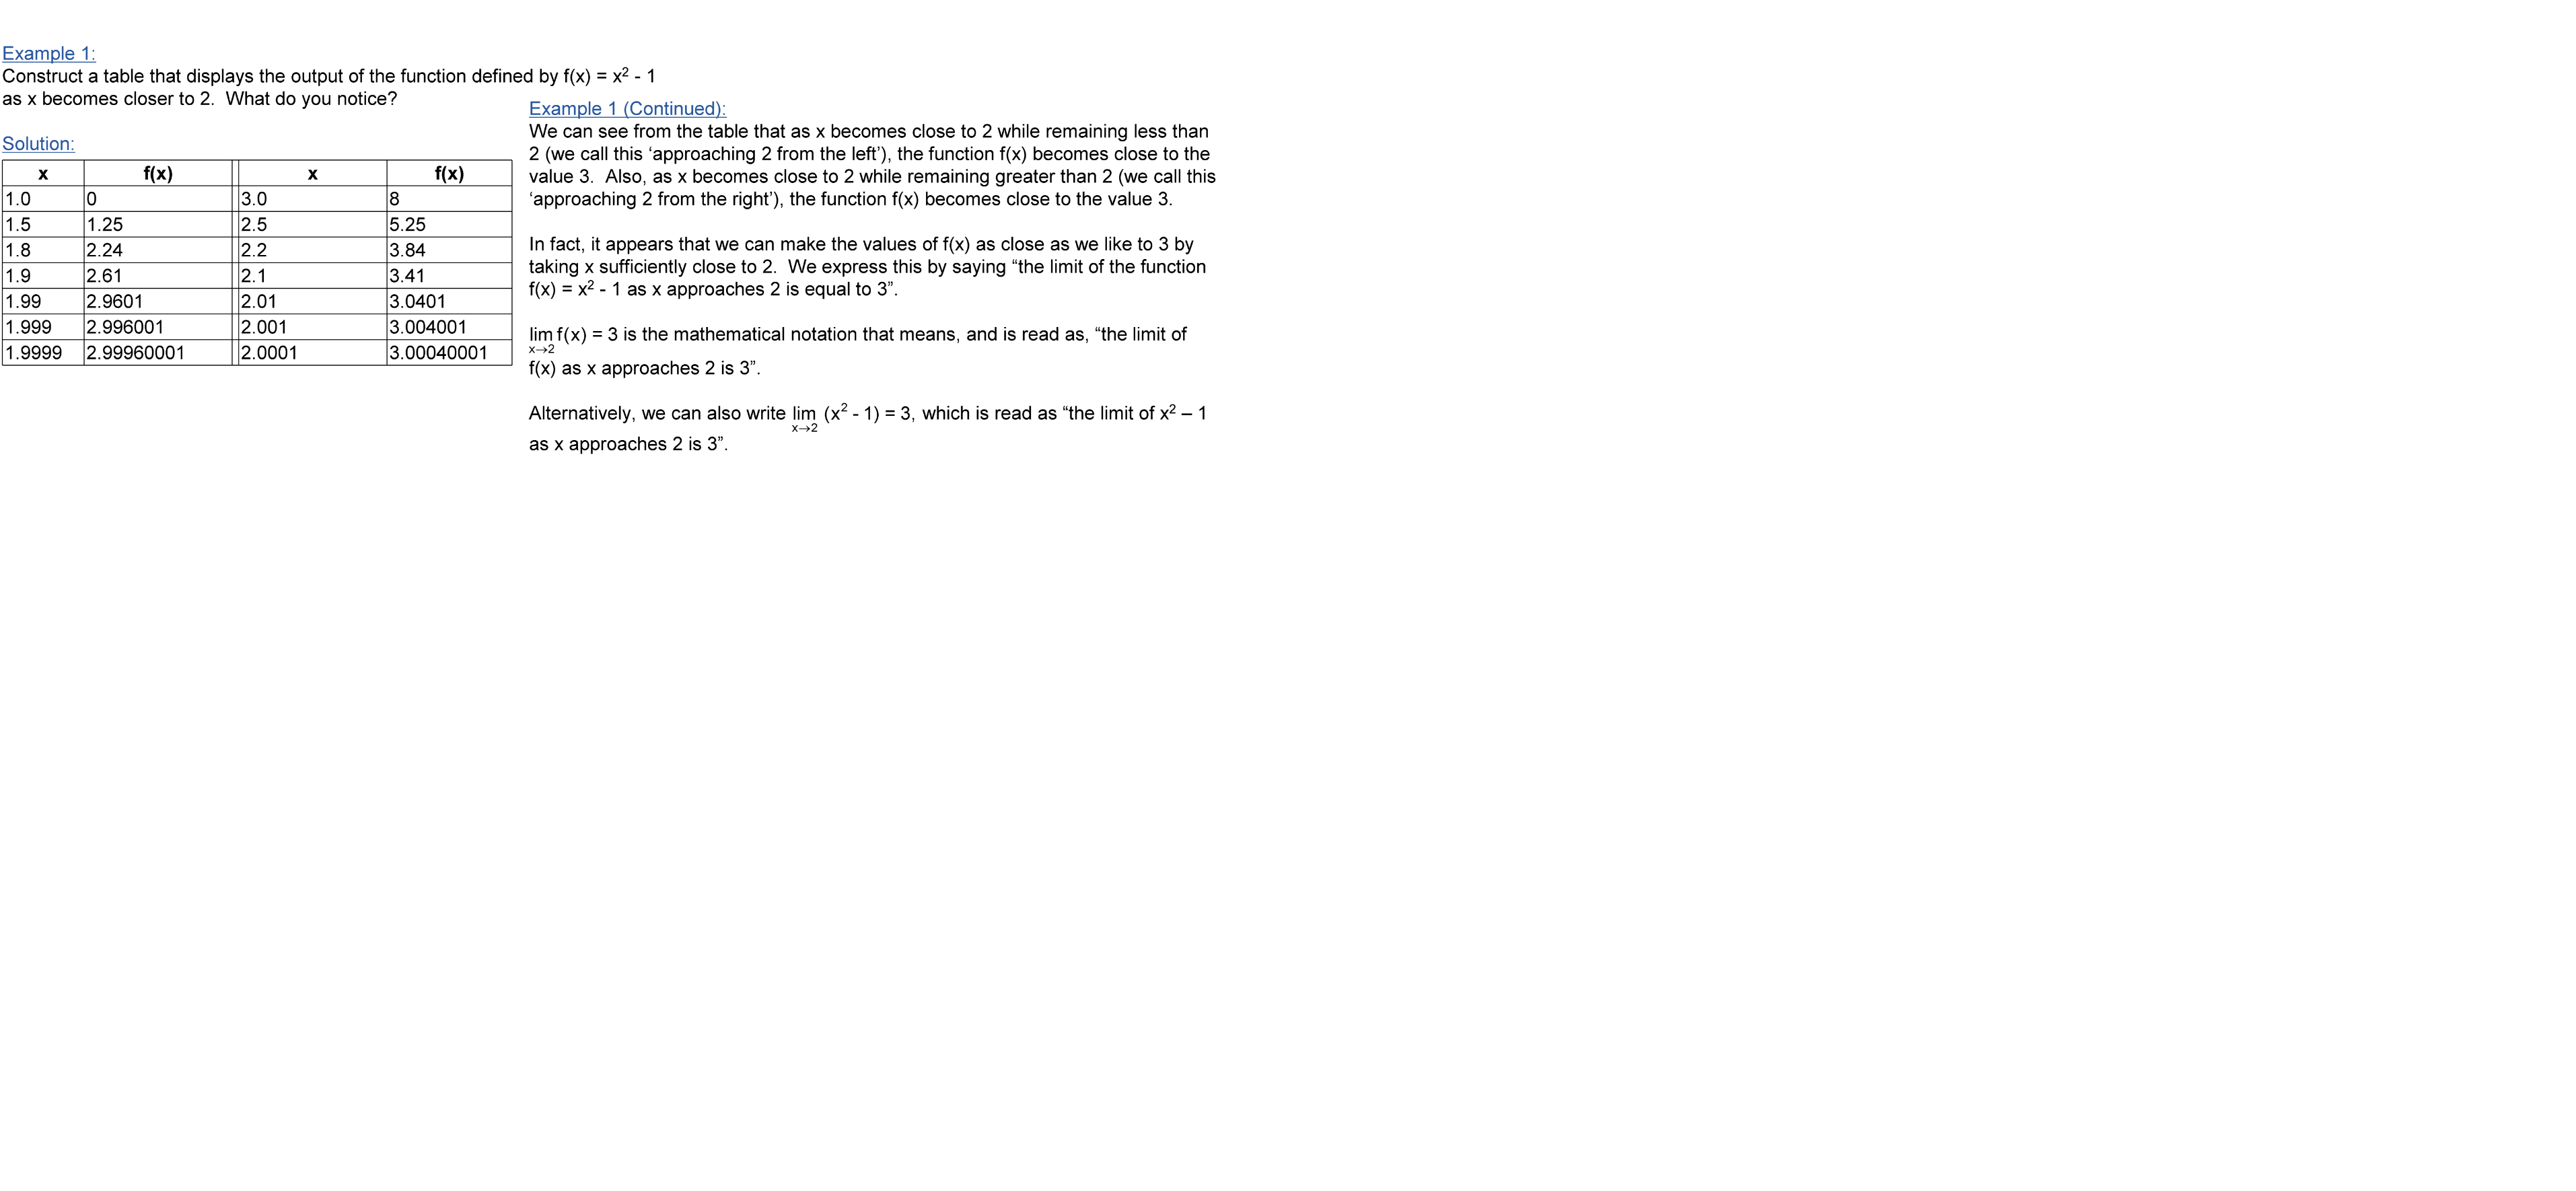 Example 1:
Construct a table that displays the output of the function defined by f(x) = x² - 1
as x becomes closer to 2.  What do you notice?
Solution:
x f(x) x f(x)
1.0 0 3.0 8
1.5 1.25 2.5 5.25
1.8 2.24 2.2 3.84
1.9 2.61 2.1 3.41
1.99 2.9601 2.01 3.0401
1.999 2.996001 2.001 3.004001
1.9999 2.99960001 2.0001 3.00040001
Example 1 (Continued):
We can see from the table that as x becomes close to 2 while remaining less than
2 (we call this ‘approaching 2 from the left’), the function f(x) becomes close to the
value 3.  Also, as x becomes close to 2 while remaining greater than 2 (we call this
‘approaching 2 from the right’), the function f(x) becomes close to the value 3.
In fact, it appears that we can make the values of f(x) as close as we like to 3 by
taking x sufficiently close to 2.  We express this by saying “the limit of the function
f(x) = x² - 1 as x approaches 2 is equal to 3”.
lim f(x) = 3 is the mathematical notation that means, and is read as, “the limit of
x→2
f(x) as x approaches 2 is 3”.
Alternatively, we can also write lim (x² - 1) = 3, which is read as “the limit of x² – 1
x→2
as x approaches 2 is 3”.